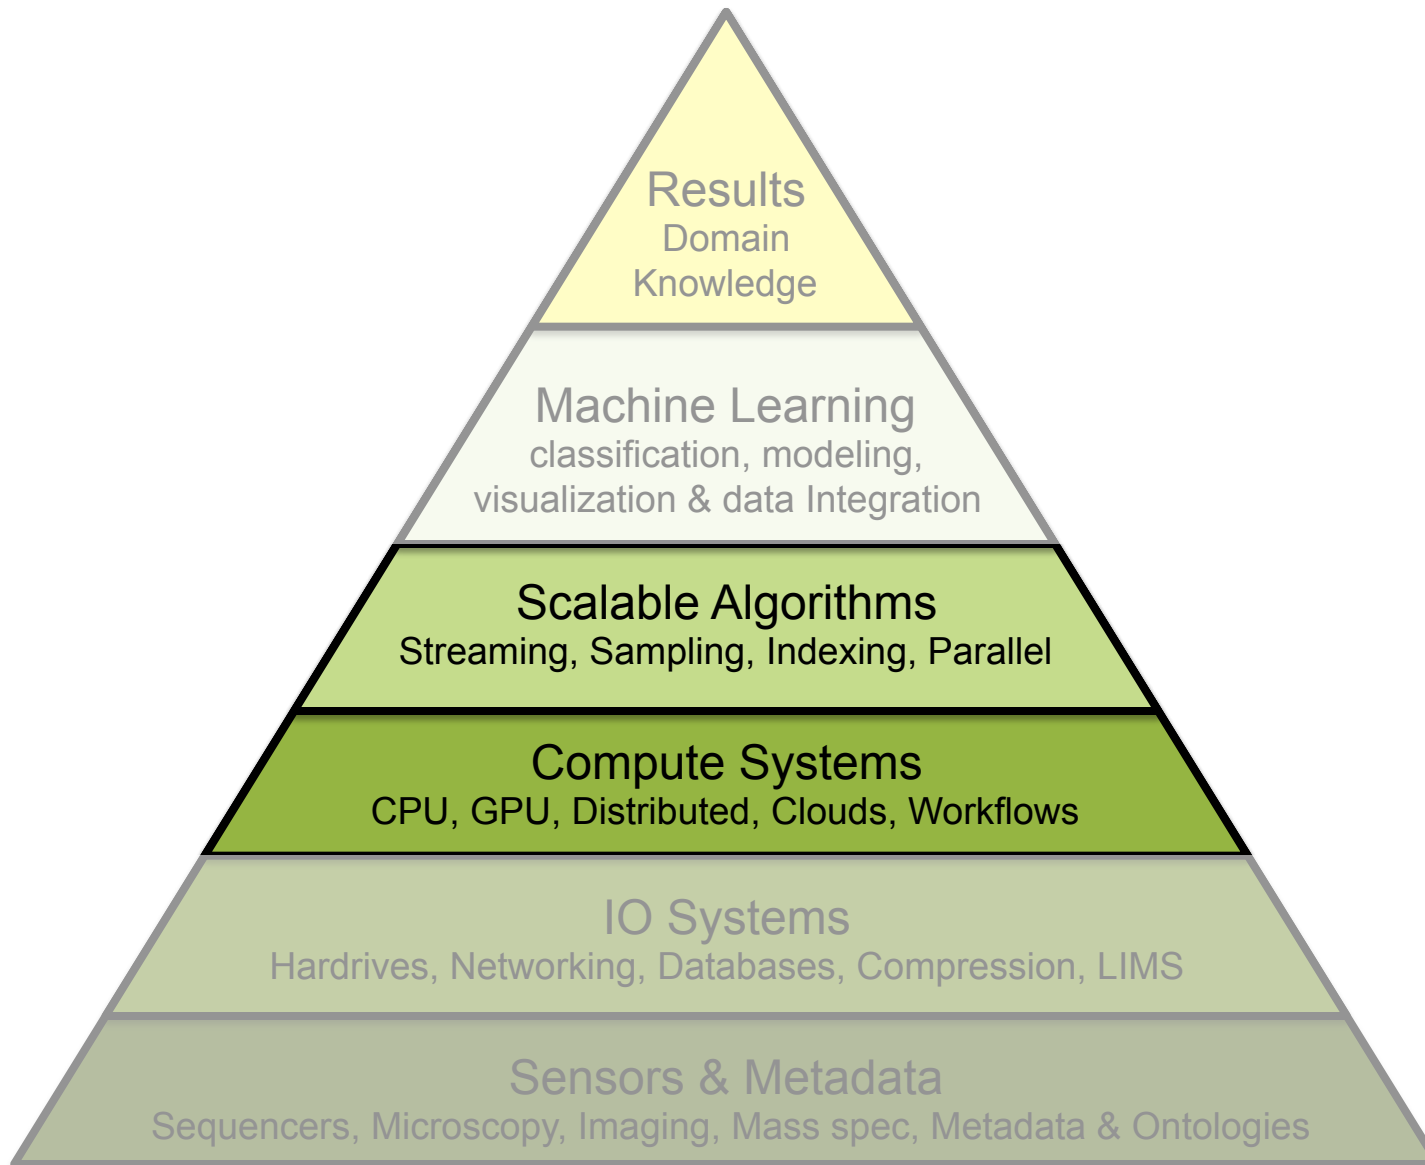 Results
Domain
Knowledge
Machine Learning
classification, modeling,
visualization & data Integration
Scalable Algorithms
Streaming, Sampling, Indexing, Parallel
Compute Systems
CPU, GPU, Distributed, Clouds, Workflows
IO Systems
Hardrives, Networking, Databases, Compression, LIMS
Sensors & Metadata
Sequencers, Microscopy, Imaging, Mass spec, Metadata & Ontologies